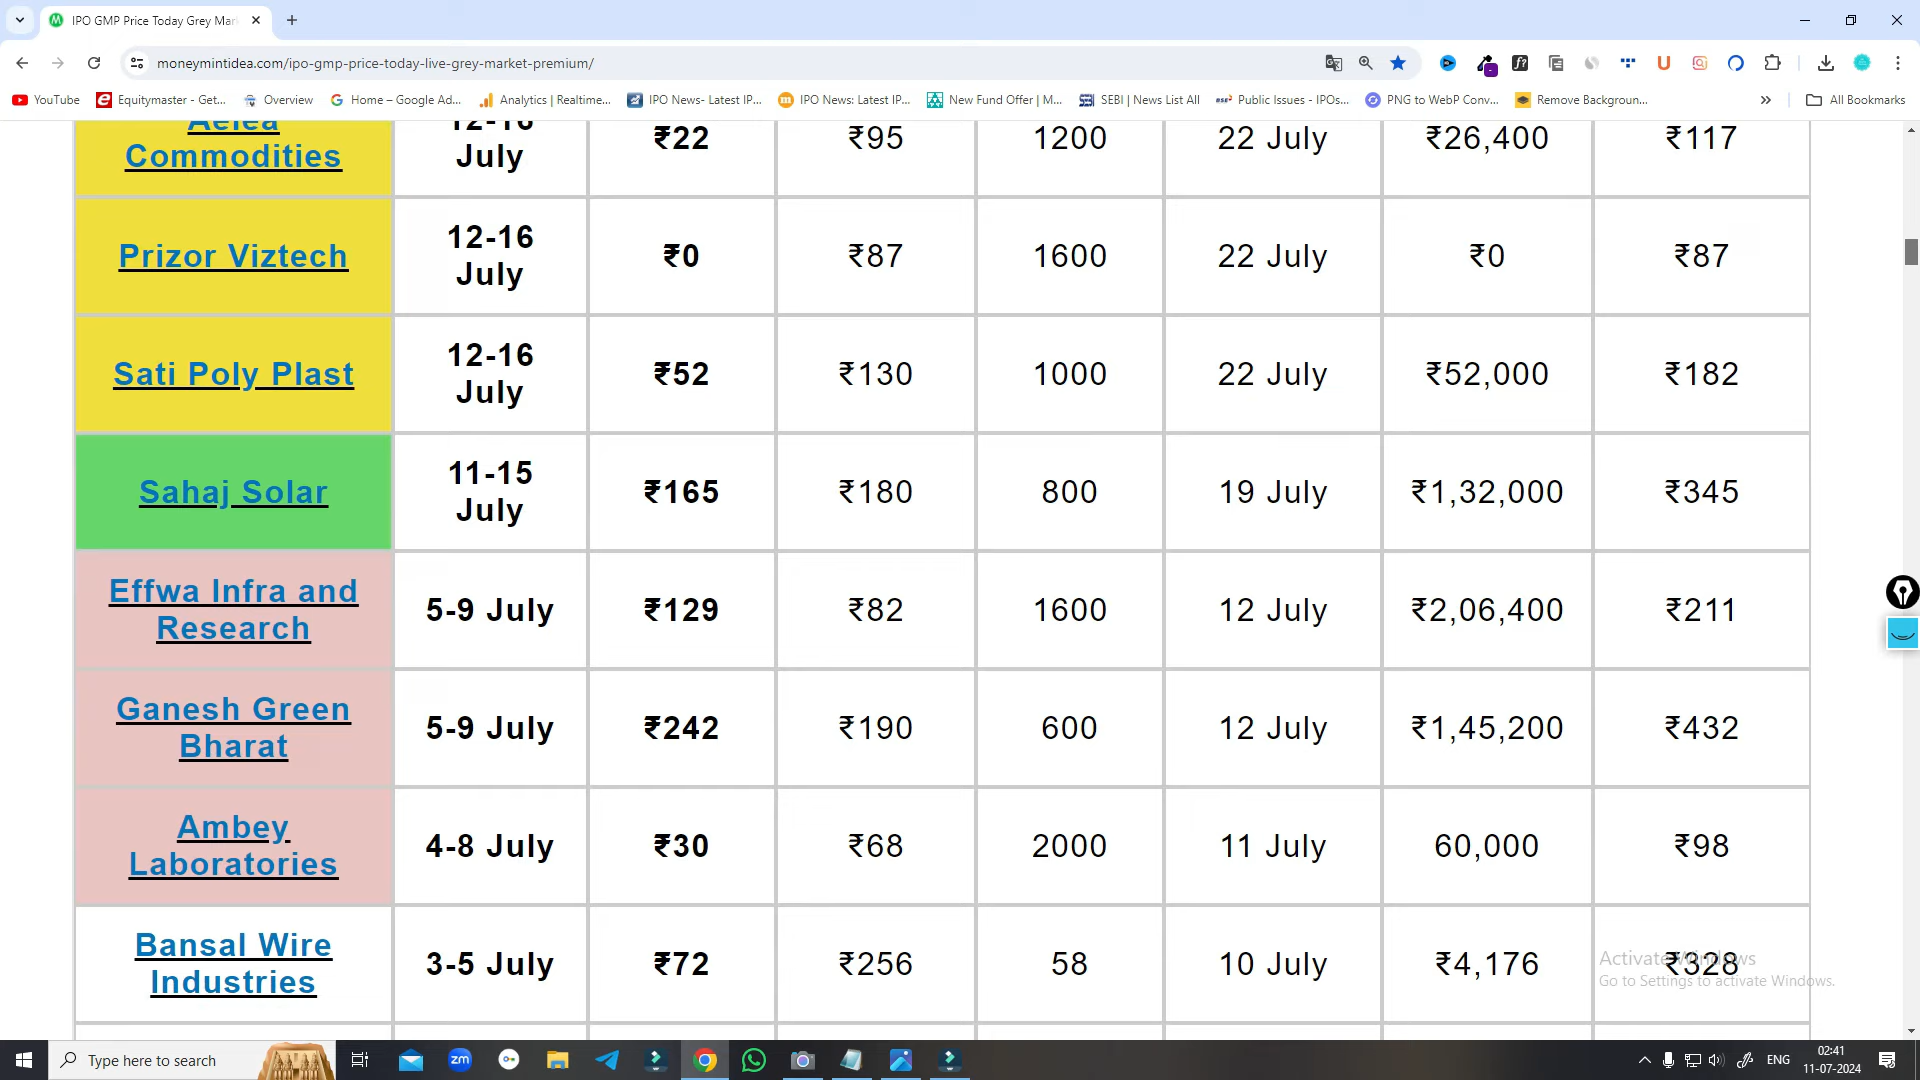 IPO GMP Price Today Grey Mar
moneymintidea.com/ipo-gmp-price-today-live-grey-market-premium/
YouTube
Equitymaster - Get...
Overview
Home – Google Ad...
Analytics | Realtime...
IPO News- Latest IP...
IPO News: Latest IP...
New Fund Offer | M...
SEBI | News List All
Public Issues - IPOs...
PNG to WebP Conv...
Remove Backgroun...
All Bookmarks
Aelea
Commodities
12-16
July
₹22
₹95
1200
22 July
₹26,400
₹117
Prizor Viztech
12-16
July
₹0
₹87
1600
22 July
₹0
₹87
Sati Poly Plast
12-16
July
₹52
₹130
1000
22 July
₹52,000
₹182
Sahaj Solar
11-15
July
₹165
₹180
800
19 July
₹1,32,000
₹345
Effwa Infra and
Research
5-9 July
₹129
₹82
1600
12 July
₹2,06,400
₹211
Ganesh Green
Bharat
5-9 July
₹242
₹190
600
12 July
₹1,45,200
₹432
Ambey
Laboratories
4-8 July
₹30
₹68
2000
11 July
60,000
₹98
Bansal Wire
Industries
3-5 July
₹72
₹256
58
10 July
₹4,176
₹328
Activate Windows
Go to Settings to activate Windows.
Type here to search
zm
ENG
02:41
11-07-2024